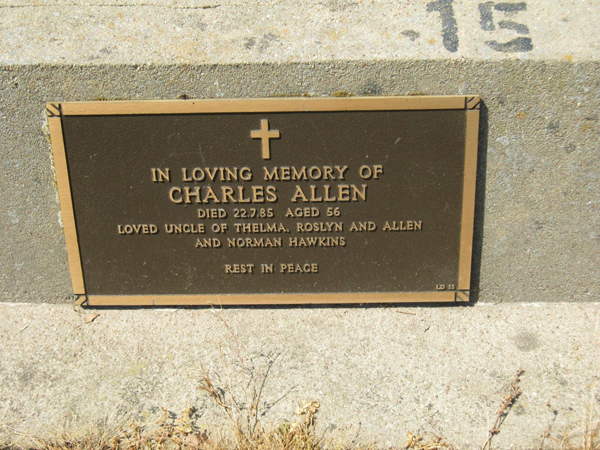 15
IN LOVING MEMORY OF
CHARLES ALLEN
DIED 22.7.85 AGED 56
LOVED UNGLE OF THELMA, ROSLYN AND ALLEN
AND NORMAN HAWKINS
REST IN PEACE